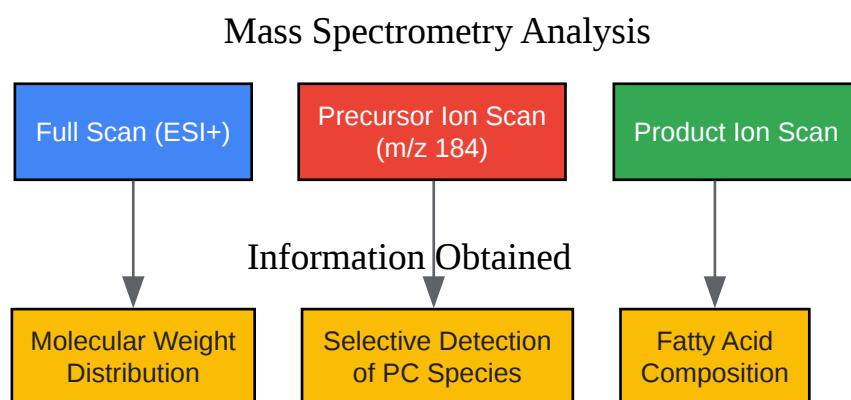 Mass Spectrometry Analysis
Full Scan (ESI+)
Precursor Ion Scan
(m/z 184)
Product Ion Scan
Information Obtained
Molecular Weight
Distribution
Selective Detection
of PC Species
Fatty Acid
Composition